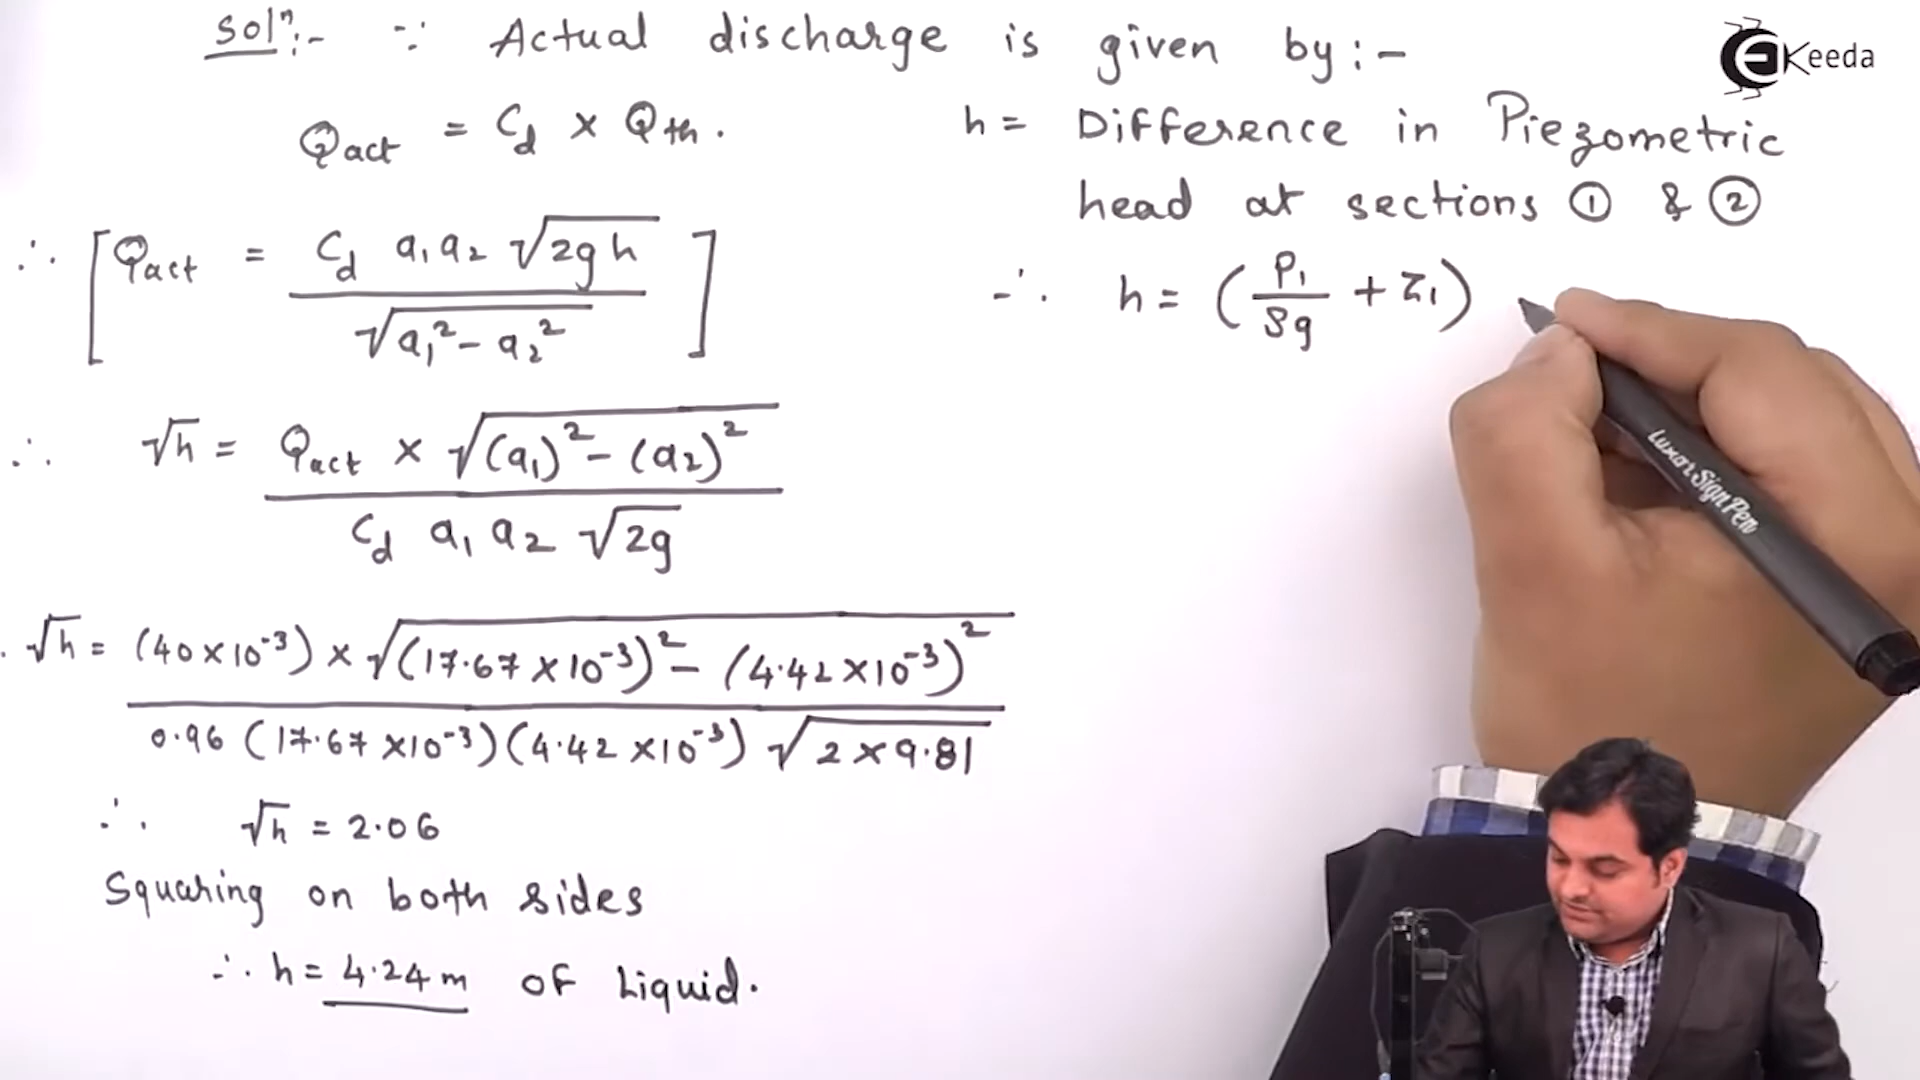 Solⁿ:- ∵ Actual discharge is given by:-
Qact = Cd × Qth.
∴ [Qact = Cd a₁a₂ √2gh / √a₁² - a₂²]
∴ √h = Qact × √(a₁)² - (a₂)² / Cd a₁ a₂ √2g
∴ √h = (40×10⁻³) × √(17.67×10⁻³)² - (4.42×10⁻³)² / 0.96 (17.67×10⁻³)(4.42×10⁻³) √2×9.81
∴ √h = 2.06
Squaring on both sides
∴ h = 4.24 m of Liquid.
h = Difference in Piezometric
head at sections ① & ②
∴ h = (P₁/ρg + Z₁)
EKeeda
Luxor Sign Pen